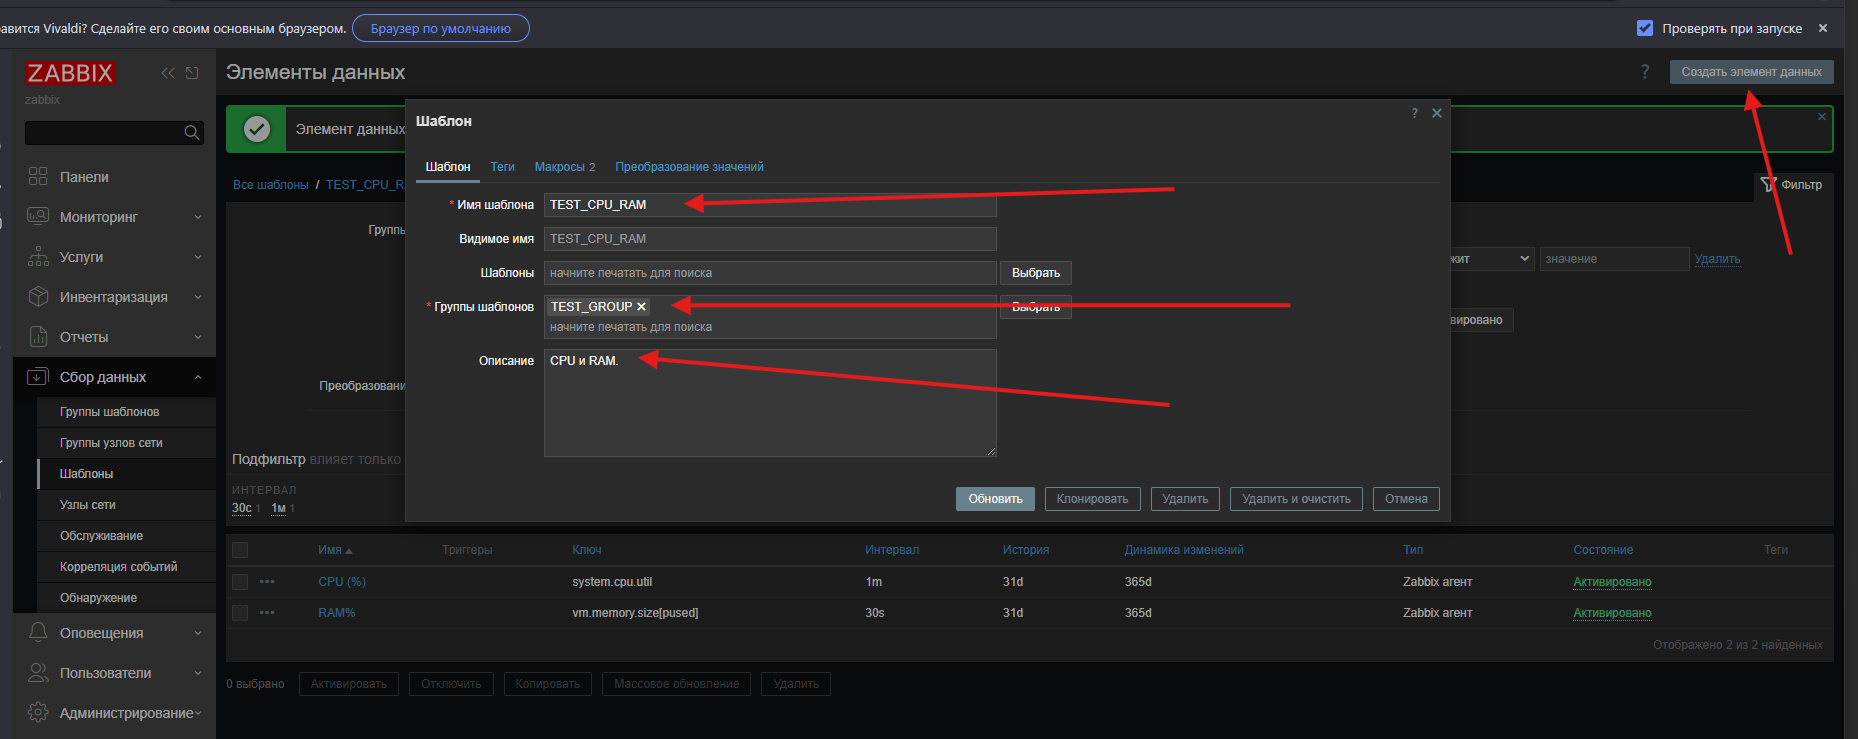 равится Vivaldi? Сделайте его своим основным браузером. Браузер по умолчанию Проверять при запуске
ZABBIX
zabbix
Элементы данных
? Создать элемент данных
Элемент данных
Панели
Мониторинг
Услуги
Инвентаризация
Отчеты
Сбор данных
Группы шаблонов
Группы узлов сети
Шаблоны
Узлы сети
Обслуживание
Корреляция событий
Обнаружение
Оповещения
Пользователи
Администрирование
Все шаблоны / TEST_CPU_RA
Фильтр
Группы
жит значение Удалить
вировано
Преобразовани
Подфильтр влияет только
ИНТЕРВАЛ
30с 1 1м 1
Шаблон
?
Шаблон Теги Макросы 2 Преобразование значений
* Имя шаблона TEST_CPU_RAM
Видимое имя TEST_CPU_RAM
Шаблоны начните печатать для поиска Выбрать
* Группы шаблонов TEST_GROUP Выбрать
начните печатать для поиска
Описание CPU и RAM.
Обновить Клонировать Удалить Удалить и очистить Отмена
Имя Триггеры Ключ Интервал История Динамика изменений Тип Состояние Теги
CPU (%) system.cpu.util 1m 31d 365d Zabbix агент Активировано
RAM% vm.memory.size[pused] 30s 31d 365d Zabbix агент Активировано
Отображено 2 из 2 найденных
0 выбрано Активировать Отключить Копировать Массовое обновление Удалить